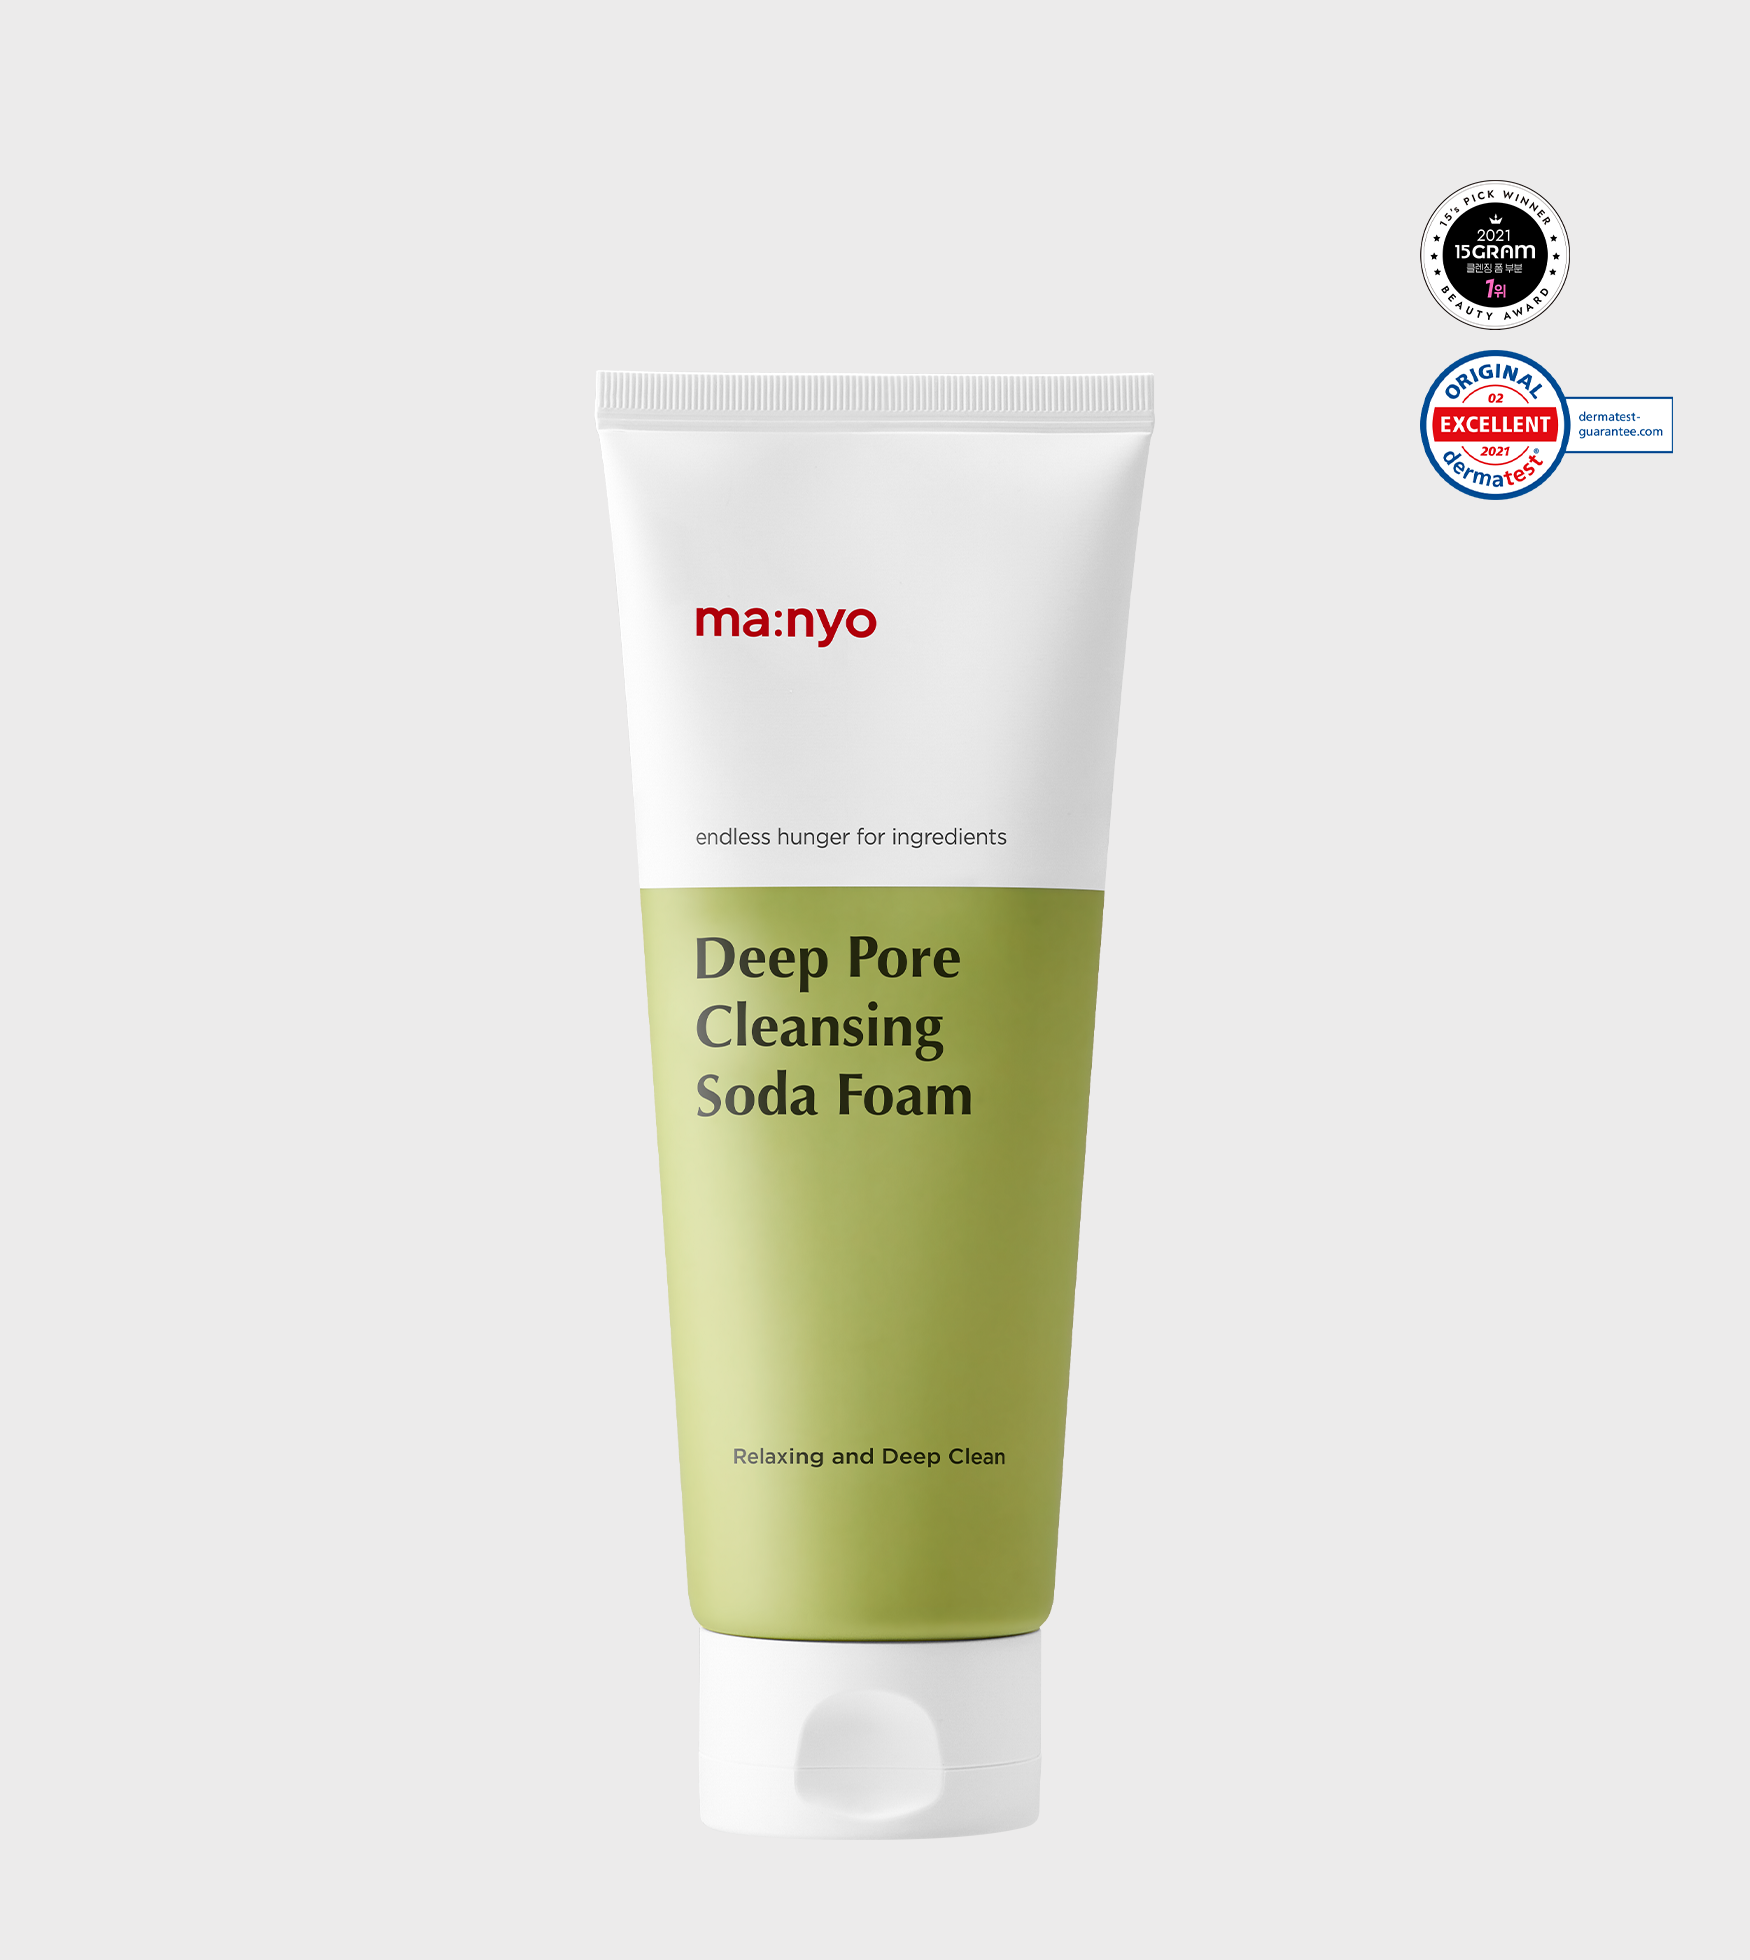 15's PICK WINNER
2021
15GRAM
클렌징 폼 부분
1위
BEAUTY AWARD
ORIGINAL
02
EXCELLENT
2021
dermatest®
dermatest-
guarantee.com
ma:nyo
endless hunger for ingredients
Deep Pore
Cleansing
Soda Foam
Relaxing and Deep Clean